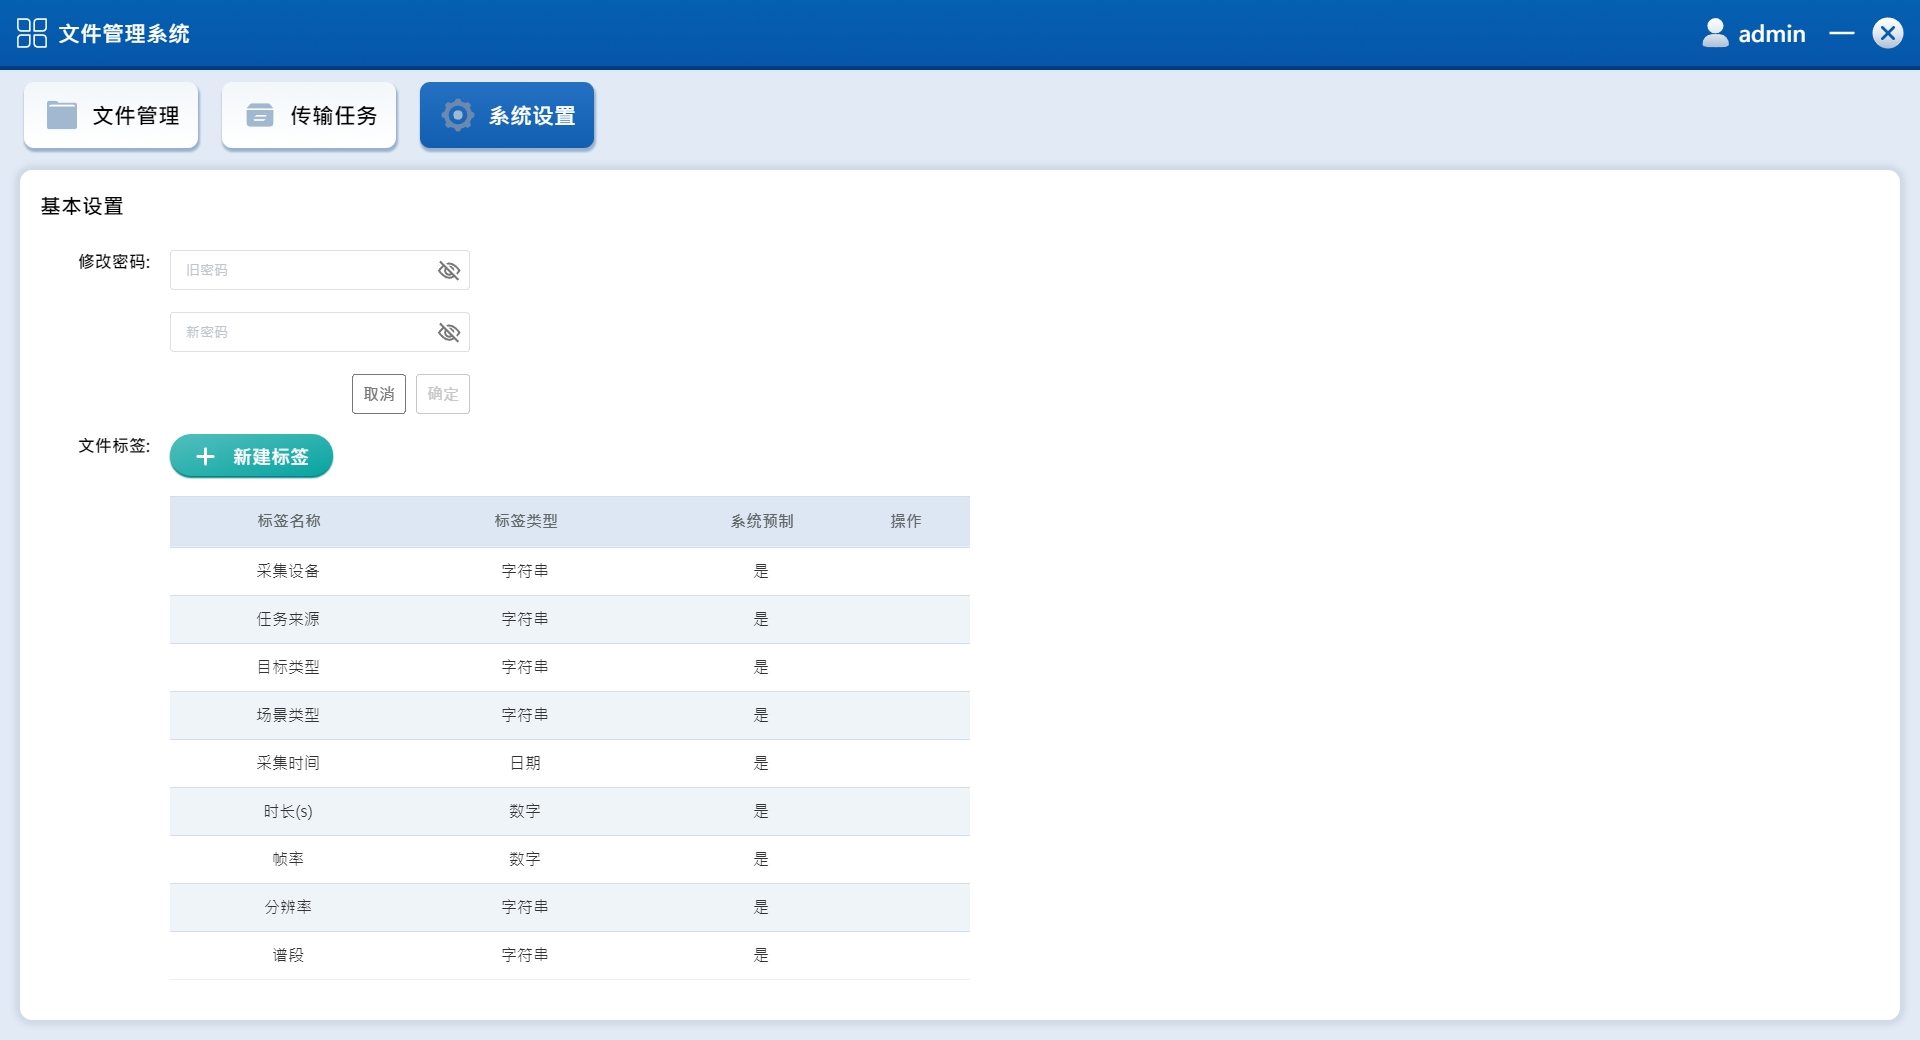 文件管理系统
admin
文件管理 传输任务 系统设置
基本设置
修改密码: 旧密码
新密码
取消 确定
文件标签: 新建标签
标签名称 标签类型 系统预制 操作
采集设备 字符串 是
任务来源 字符串 是
目标类型 字符串 是
场景类型 字符串 是
采集时间 日期 是
时长(s) 数字 是
帧率 数字 是
分辨率 字符串 是
谱段 字符串 是